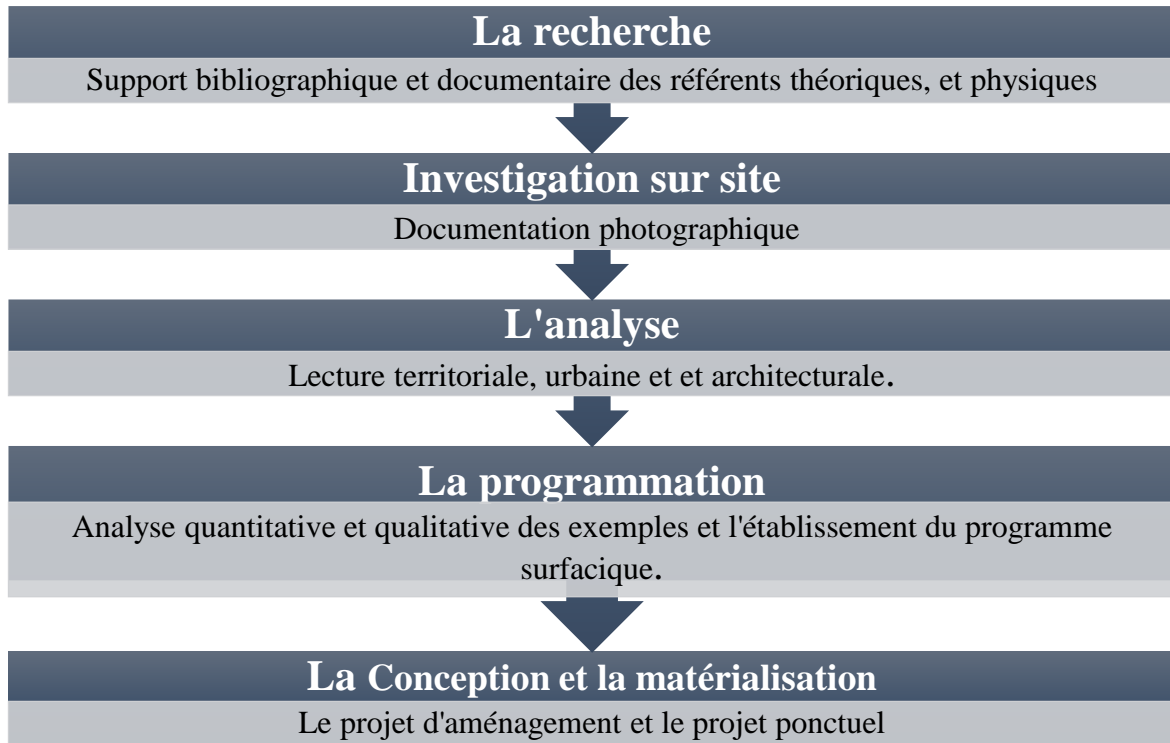 La recherche
Support bibliographique et documentaire des référents théoriques, et physiques
Investigation sur site
Documentation photographique
L'analyse
Lecture territoriale, urbaine et et architecturale.
La programmation
Analyse quantitative et qualitative des exemples et l'établissement du programme
surfacique.
La Conception et la matérialisation
Le projet d'aménagement et le projet ponctuel